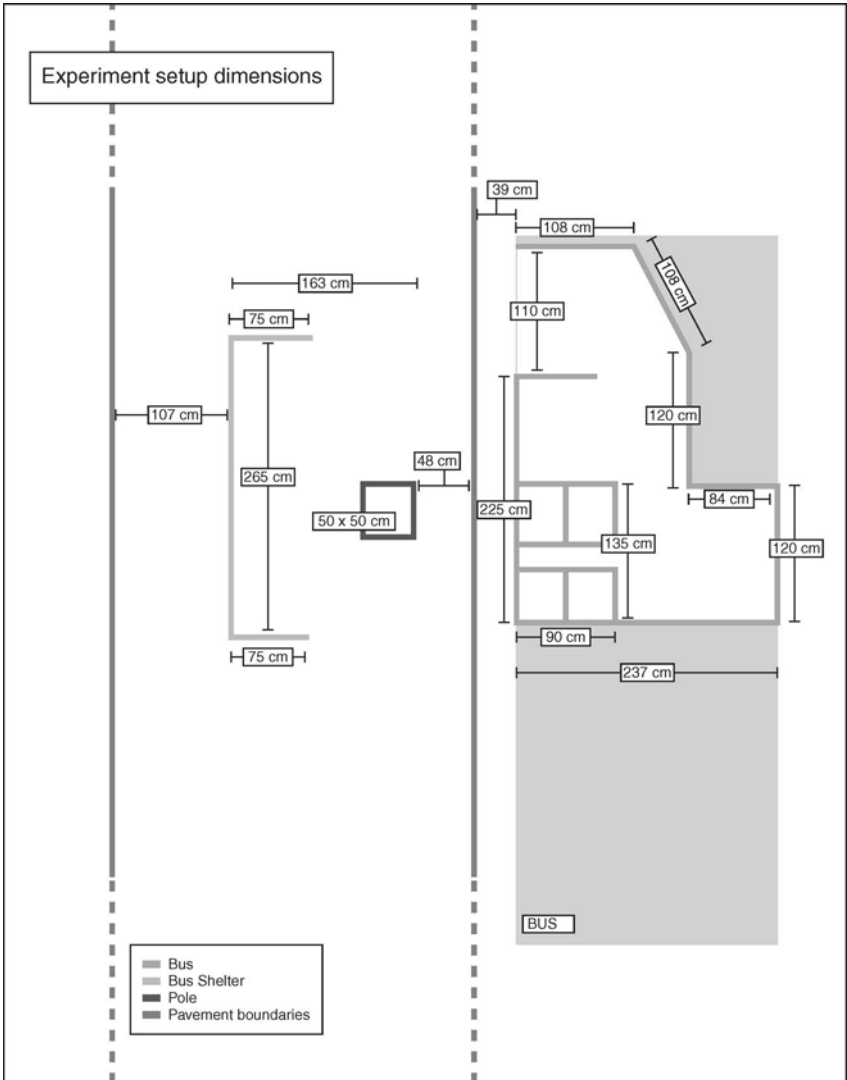 Experiment setup dimensions
39 cm
108 cm
108 cm
163 cm
110 cm
75 cm
107 cm
120 cm
48 cm
265 cm
84 cm
225 cm
50 x 50 cm
135 cm
120 cm
90 cm
75 cm
237 cm
BUS
Bus
Bus Shelter
Pole
Pavement boundaries